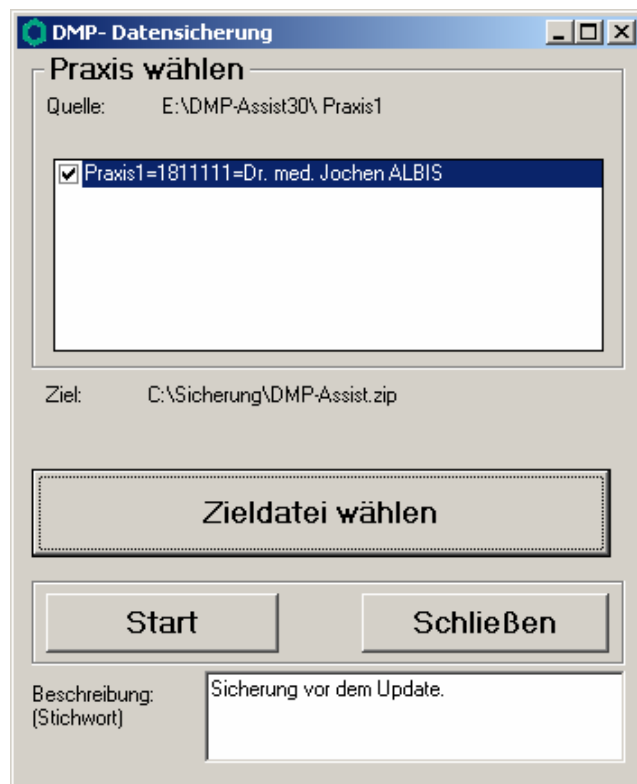 DMP- Datensicherung
Praxis wählen
Quelle: E:\DMP-Assist30\ Praxis1
Praxis1=1811111=Dr. med. Jochen ALBIS
Ziel: C:\Sicherung\DMP-Assist.zip
Zieldatei wählen
Start Schließen
Beschreibung: Sicherung vor dem Update.
(Stichwort)